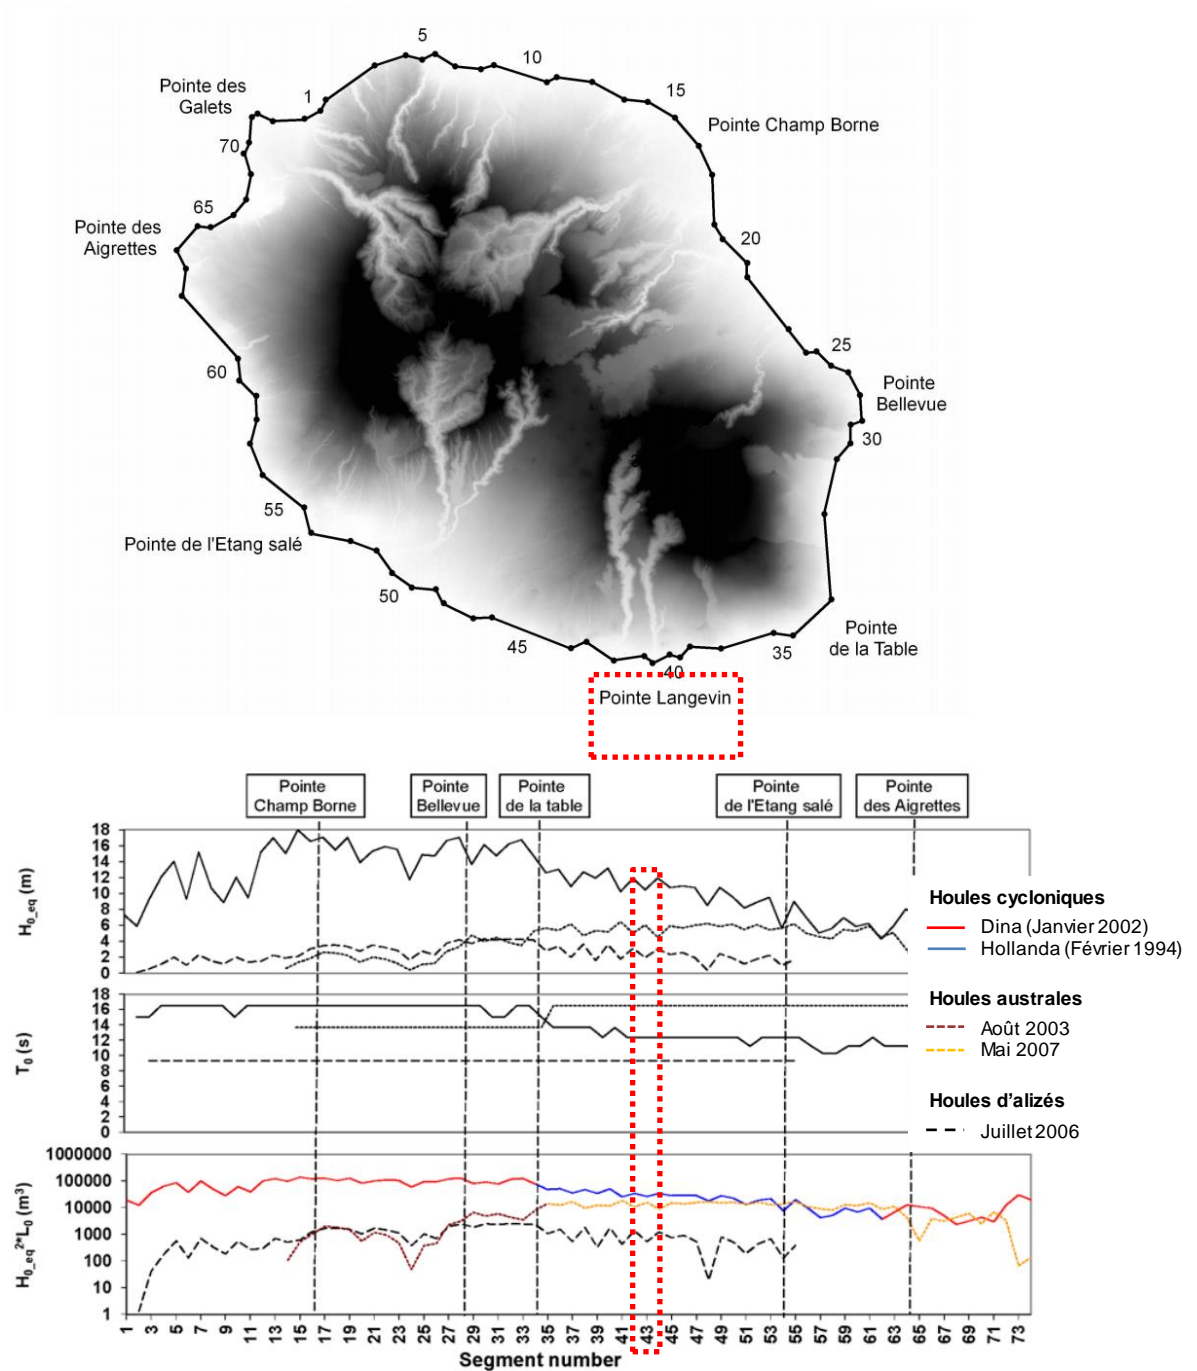 5
10
Pointe des
Galets
1
15
Pointe Champ Borne
70
65
Pointe des
Aigrettes
20
25
60
Pointe
Bellevue
30
55
Pointe de l'Etang salé
50
45
40
35
Pointe
de la Table
Pointe Langevin
Pointe
Champ Borne
Pointe
Bellevue
Pointe
de la table
Pointe
de l'Etang salé
Pointe
des Aigrettes
H0_eq (m)
18
16
14
12
10
8
6
4
2
0
T0 (s)
18
16
14
12
10
8
6
4
2
0
H0_eq²*L0 (m³)
1000000
100000
10000
1000
100
10
1
1 3 5 7 9 11 13 15 17 19 21 23 25 27 29 31 33 35 37 39 41 43 45 47 49 51 53 55 57 59 61 63 65 67 69 71 73
Segment number
Houles cycloniques
Dina (Janvier 2002)
Hollanda (Février 1994)
Houles australes
Août 2003
Mai 2007
Houles d'alizés
Juillet 2006